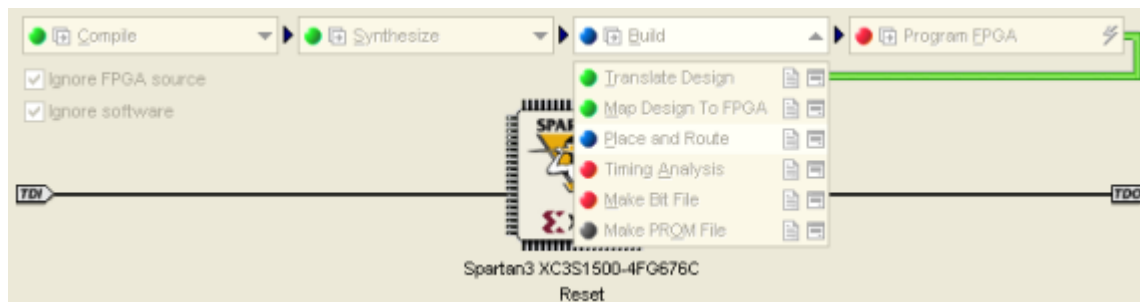 Compile Synthesize Build Program FPGA
Ignore FPGA source
Ignore software
Translate Design
Map Design To FPGA
Place and Route
Timing Analysis
Make Bit File
Make PROM File
SPAR
TDI
TDO
Spartan3 XC3S1500-4FG676C
Reset